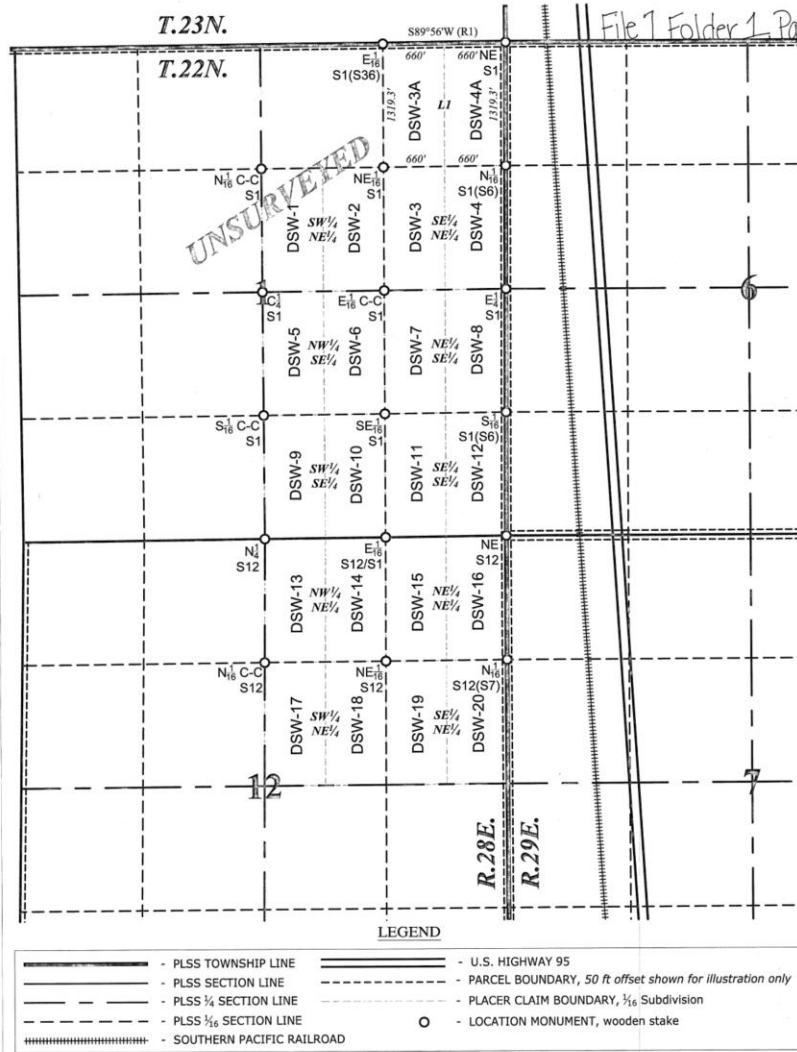 T.23N.
S89°56'W (R1)
File 1 Folder 1
T.22N.
E1/16
S1(S36)
660'
660'
NE
S1
1319.3'
DSW-3A
L1
DSW-4A
1319.3'
UNSURVEYED
660'
660'
N1/16 C-C
S1
NE1/16
S1
N1/16
S1(S6)
DSW-1
SW¼
NE¼
DSW-2
DSW-3
SE¼
NE¼
DSW-4
1
6
C¼
S1
E1/16 C-C
S1
E¼
S1
DSW-5
NW¼
SE¼
DSW-6
DSW-7
NE¼
SE¼
DSW-8
S1/16 C-C
S1
SE1/16
S1
S1/16
S1(S6)
DSW-9
SW¼
SE¼
DSW-10
DSW-11
SE¼
SE¼
DSW-12
N¼
S12
E1/16
S12/S1
NE
S12
DSW-13
NW¼
NE¼
DSW-14
DSW-15
NE¼
NE¼
DSW-16
N1/16 C-C
S12
NE1/16
S12
N1/16
S12(S7)
DSW-17
SW¼
NE¼
DSW-18
DSW-19
SE¼
NE¼
DSW-20
12
7
R.28E.
R.29E.
LEGEND
- PLSS TOWNSHIP LINE
- PLSS SECTION LINE
- PLSS ¼ SECTION LINE
- PLSS 1/16 SECTION LINE
- SOUTHERN PACIFIC RAILROAD
- U.S. HIGHWAY 95
- PARCEL BOUNDARY, 50 ft offset shown for illustration only
- PLACER CLAIM BOUNDARY, 1/16 Subdivision
- LOCATION MONUMENT, wooden stake